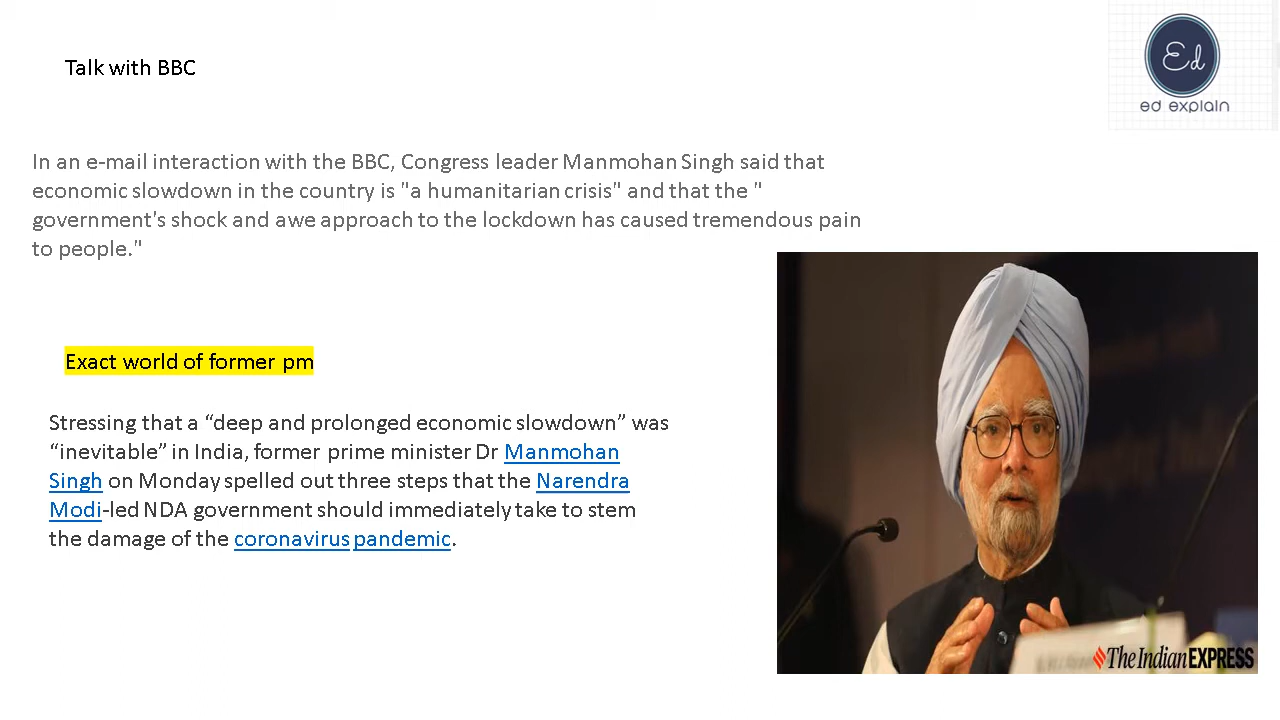 Talk with BBC
Ed
ed explain
In an e-mail interaction with the BBC, Congress leader Manmohan Singh said that
economic slowdown in the country is "a humanitarian crisis" and that the "
government's shock and awe approach to the lockdown has caused tremendous pain
to people."
Exact world of former pm
Stressing that a “deep and prolonged economic slowdown” was
“inevitable” in India, former prime minister Dr Manmohan
Singh on Monday spelled out three steps that the Narendra
Modi-led NDA government should immediately take to stem
the damage of the coronavirus pandemic.
The Indian EXPRESS